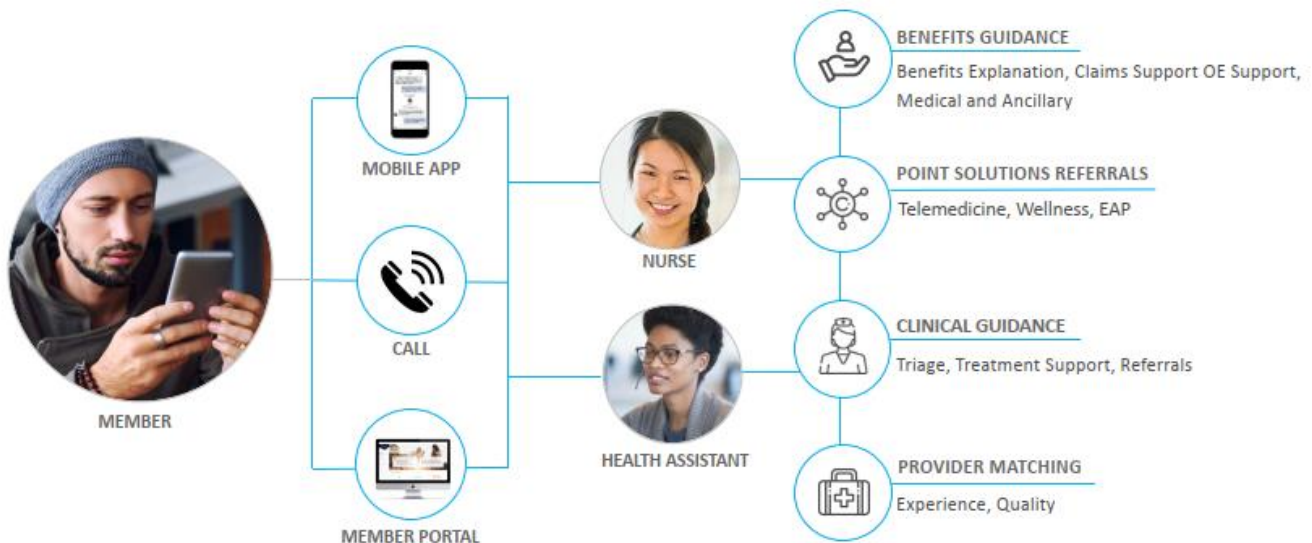 BENEFITS GUIDANCE
Benefits Explanation, Claims Support OE Support,
Medical and Ancillary
MOBILE APP
POINT SOLUTIONS REFERRALS
Telemedicine, Wellness, EAP
NURSE
CALL
CLINICAL GUIDANCE
Triage, Treatment Support, Referrals
MEMBER
HEALTH ASSISTANT
PROVIDER MATCHING
Experience, Quality
MEMBER PORTAL
C